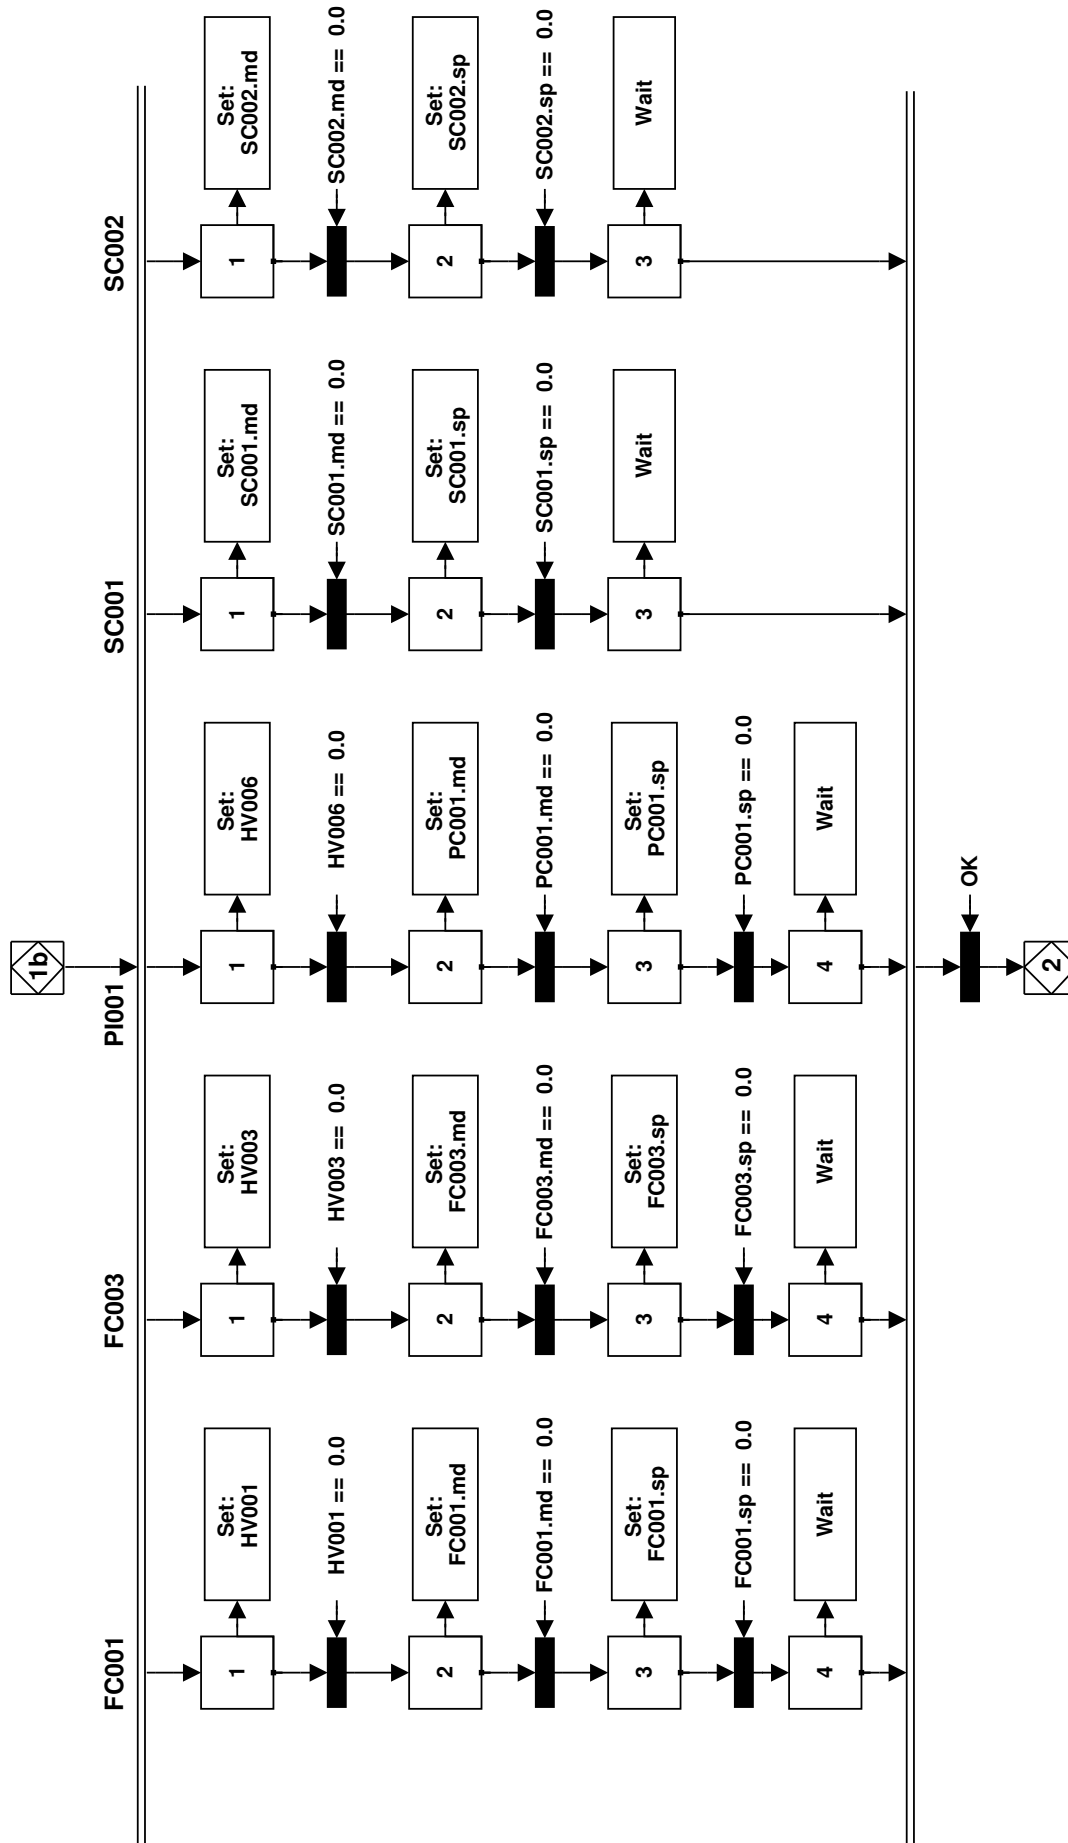 1b
FC001
FC003
PI001
SC001
SC002
1
Set:
HV001
1
Set:
HV003
1
Set:
HV006
1
Set:
SC001.md
1
Set:
SC002.md
HV001 == 0.0
HV003 == 0.0
HV006 == 0.0
SC001.md == 0.0
SC002.md == 0.0
2
Set:
FC001.md
2
Set:
FC003.md
2
Set:
PC001.md
2
Set:
SC001.sp
2
Set:
SC002.sp
FC001.md == 0.0
FC003.md == 0.0
PC001.md == 0.0
SC001.sp == 0.0
SC002.sp == 0.0
3
Set:
FC001.sp
3
Set:
FC003.sp
3
Set:
PC001.sp
3
Wait
3
Wait
FC001.sp == 0.0
FC003.sp == 0.0
PC001.sp == 0.0
4
Wait
4
Wait
4
Wait
OK
2